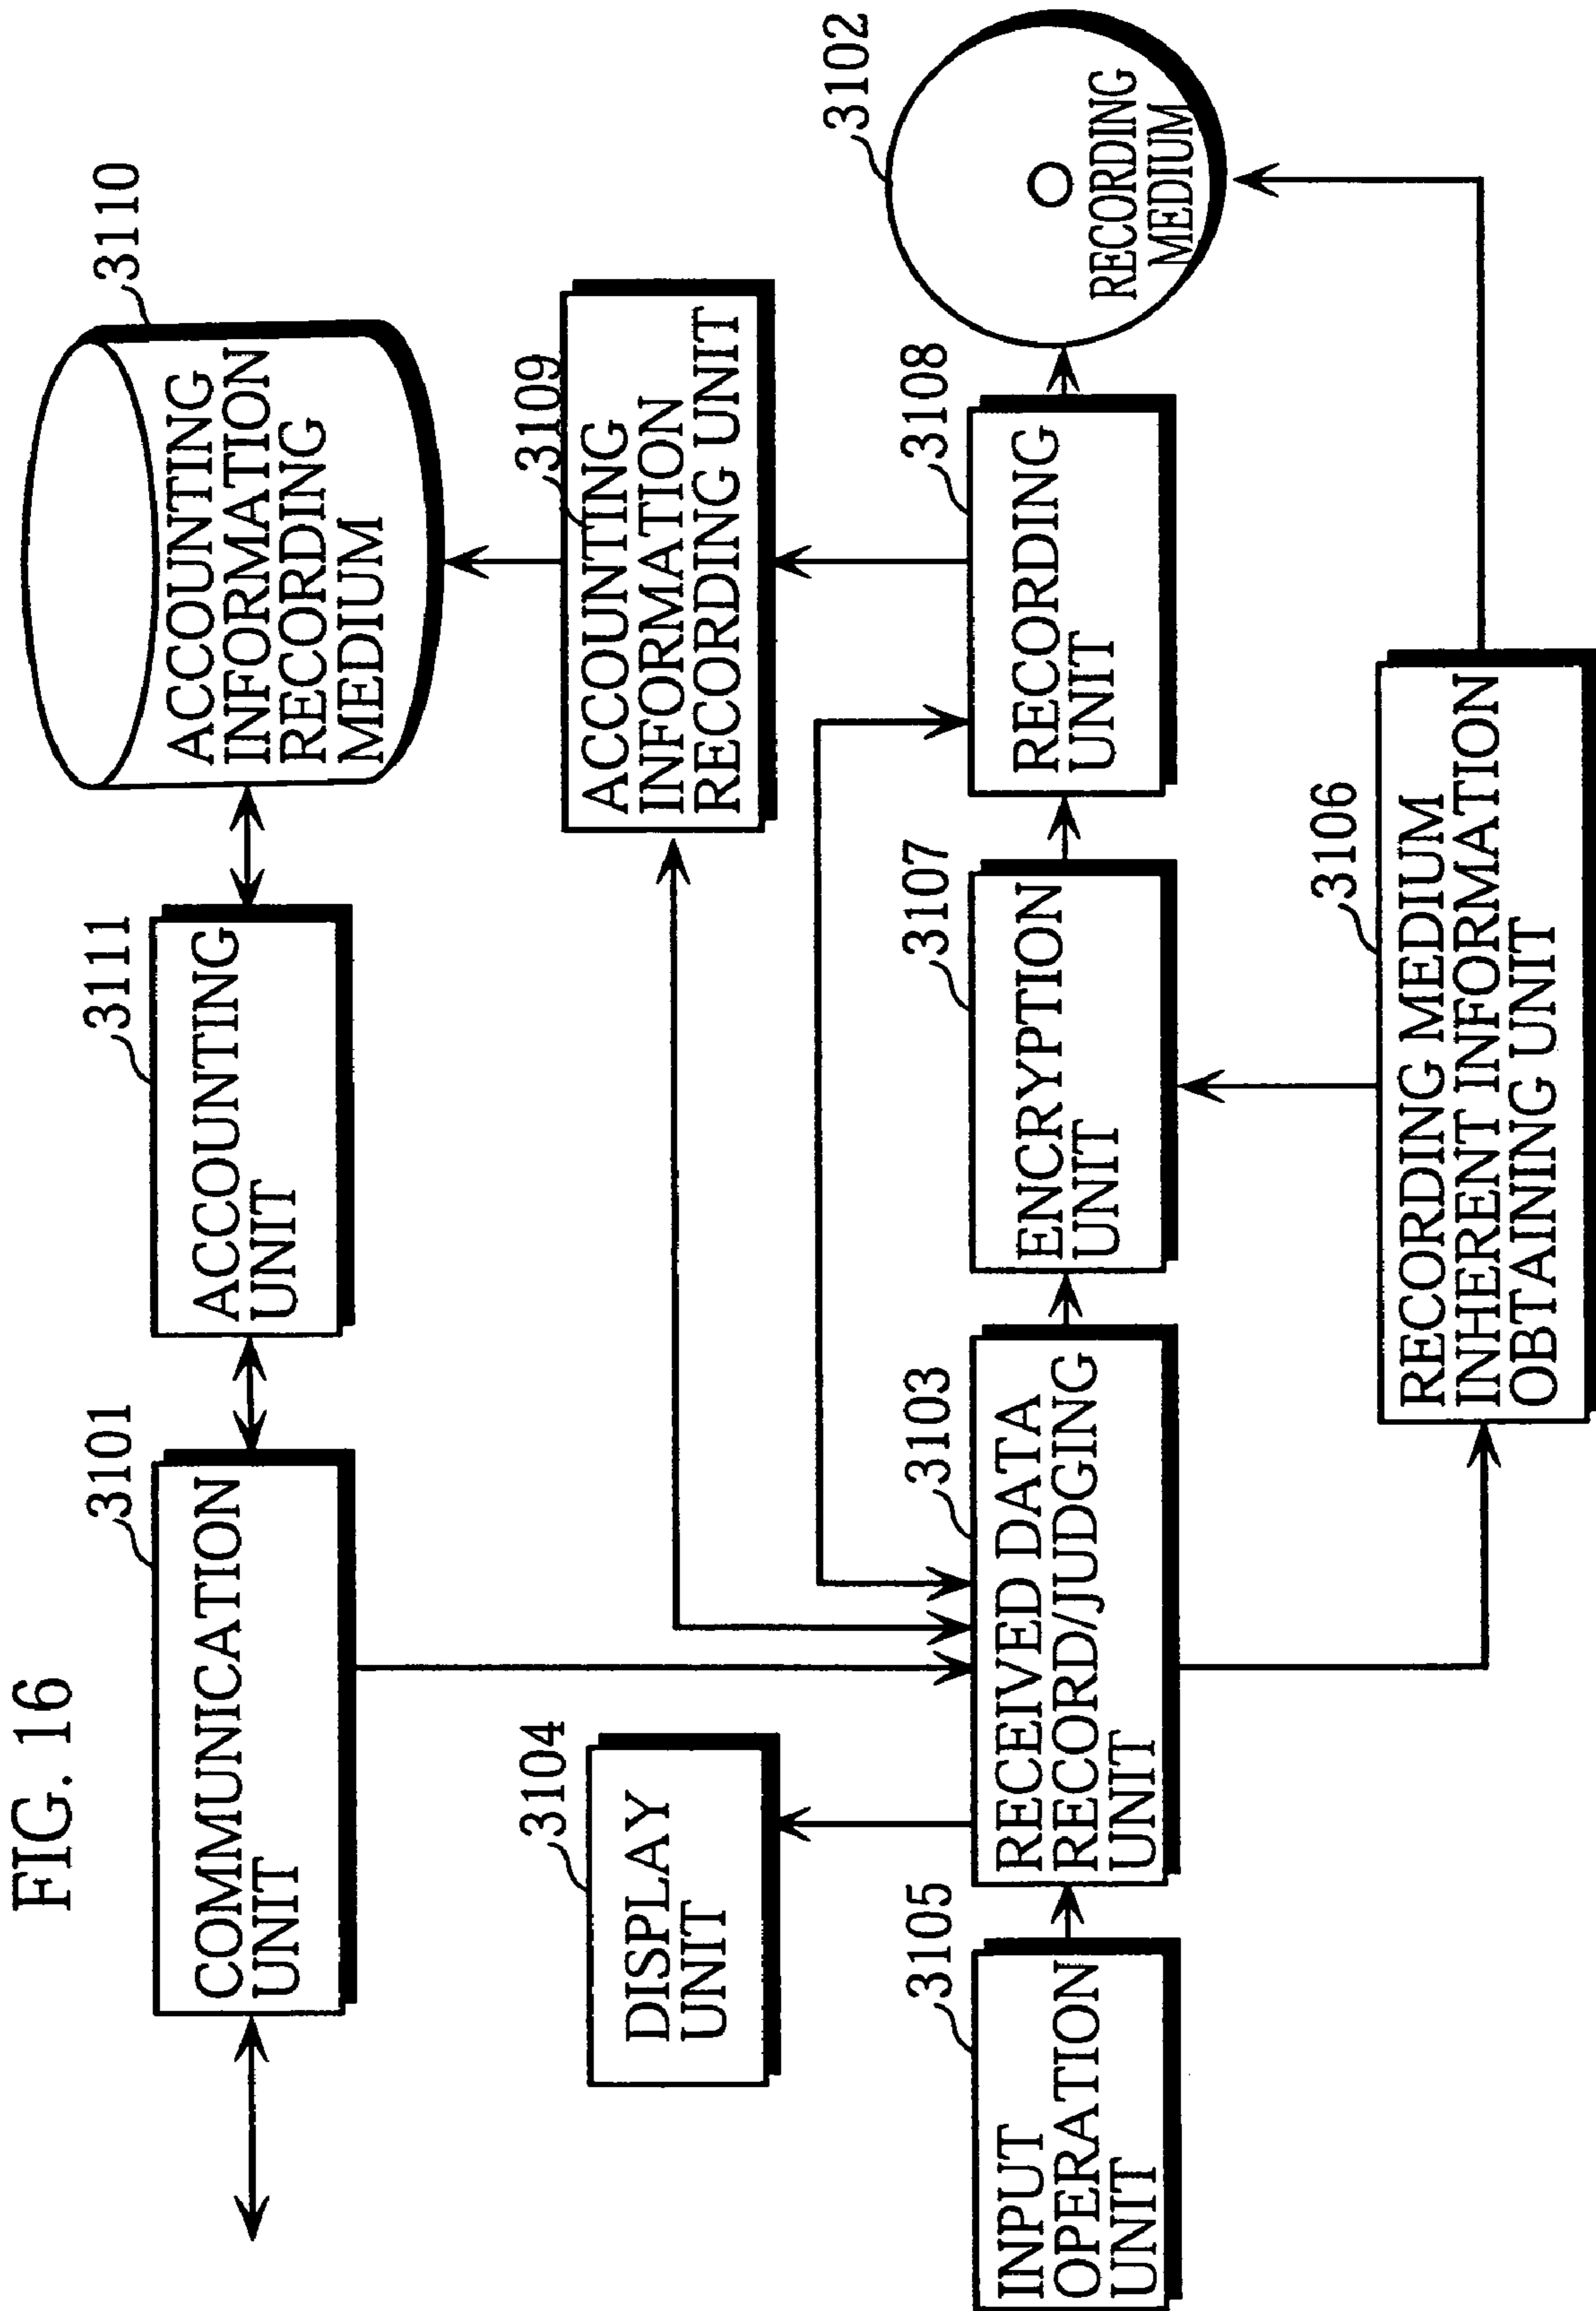 FIG. 16
3101
COMMUNICATION
UNIT
3111
ACCOUNTING
UNIT
3110
ACCOUNTING
INFORMATION
RECORDING
MEDIUM
3104
DISPLAY
UNIT
3109
ACCOUNTING
INFORMATION
RECORDING UNIT
3105
INPUT
OPERATION
UNIT
3103
RECEIVED DATA
RECORD/JUDGING
UNIT
3107
ENCRYPTION
UNIT
3108
RECORDING
UNIT
3102
RECORDING
MEDIUM
3106
RECORDING MEDIUM
INHERENT INFORMATION
OBTAINING UNIT